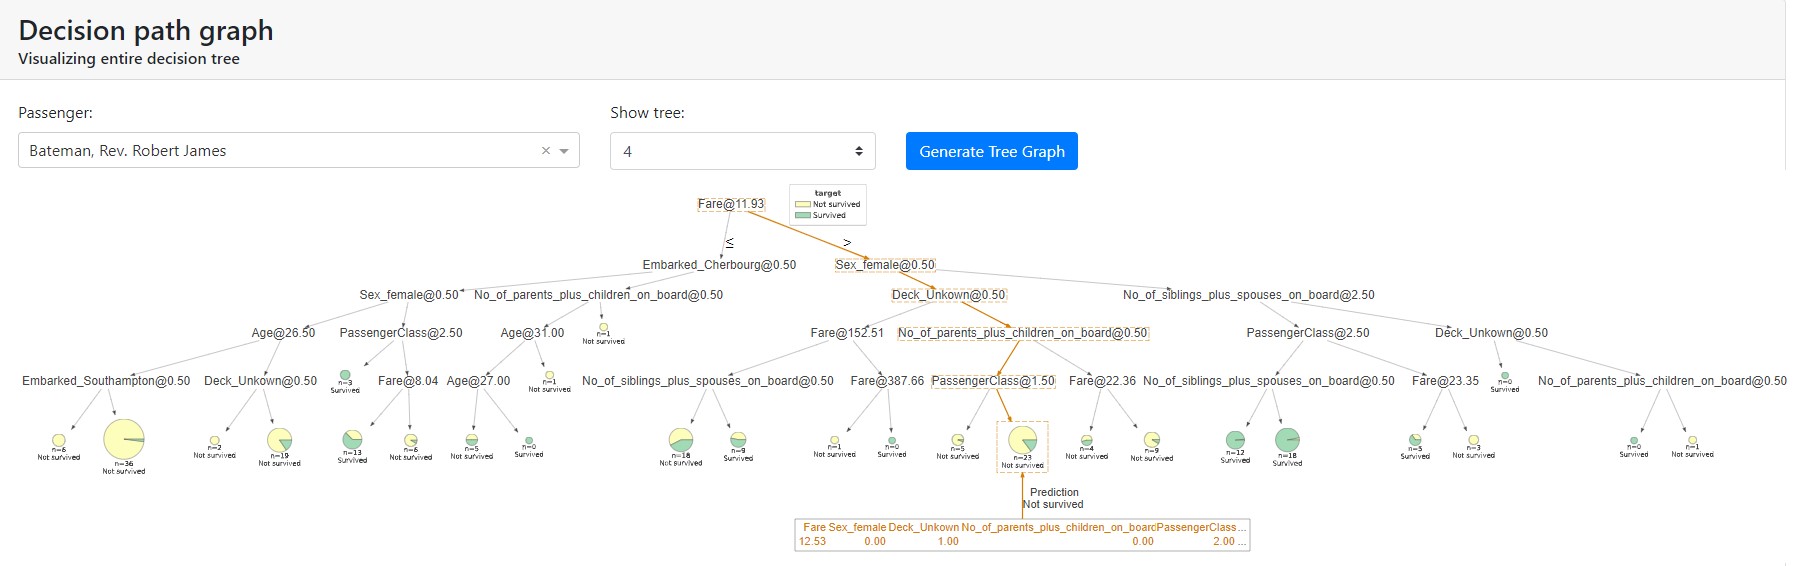 Decision path graph
Visualizing entire decision tree
Passenger:
Show tree:
Bateman, Rev. Robert James × 
4
Generate Tree Graph
target
Not survived
Survived
Fare@11.93
≤
>
Embarked_Cherbourg@0.50
Sex_female@0.50
Sex_female@0.50
No_of_parents_plus_children_on_board@0.50
Deck_Unkown@0.50
No_of_siblings_plus_spouses_on_board@2.50
Age@26.50
PassengerClass@2.50
Age@31.00
n=1
Not survived
Fare@152.51
No_of_parents_plus_children_on_board@0.50
PassengerClass@2.50
Deck_Unkown@0.50
Embarked_Southampton@0.50
Deck_Unkown@0.50
n=3
Survived
Fare@8.04
Age@27.00
n=1
Not survived
No_of_siblings_plus_spouses_on_board@0.50
Fare@387.66
PassengerClass@1.50
Fare@22.36
No_of_siblings_plus_spouses_on_board@0.50
Fare@23.35
n=0
Survived
No_of_parents_plus_children_on_board@0.50
n=6
Not survived
n=36
Not survived
n=2
Not survived
n=19
Not survived
n=13
Survived
n=6
Not survived
n=5
Not survived
n=0
Survived
n=18
Not survived
n=9
Survived
n=1
Not survived
n=0
Survived
n=5
Not survived
n=23
Not survived
n=4
Not survived
n=9
Not survived
n=12
Survived
n=18
Survived
Survived
n=3
Not survived
n=0
Survived
n=1
Not survived
Prediction
Not survived
Fare Sex_female Deck_Unkown No_of_parents_plus_children_on_board PassengerClass...
12.53 0.00 1.00 0.00 2.00 ...